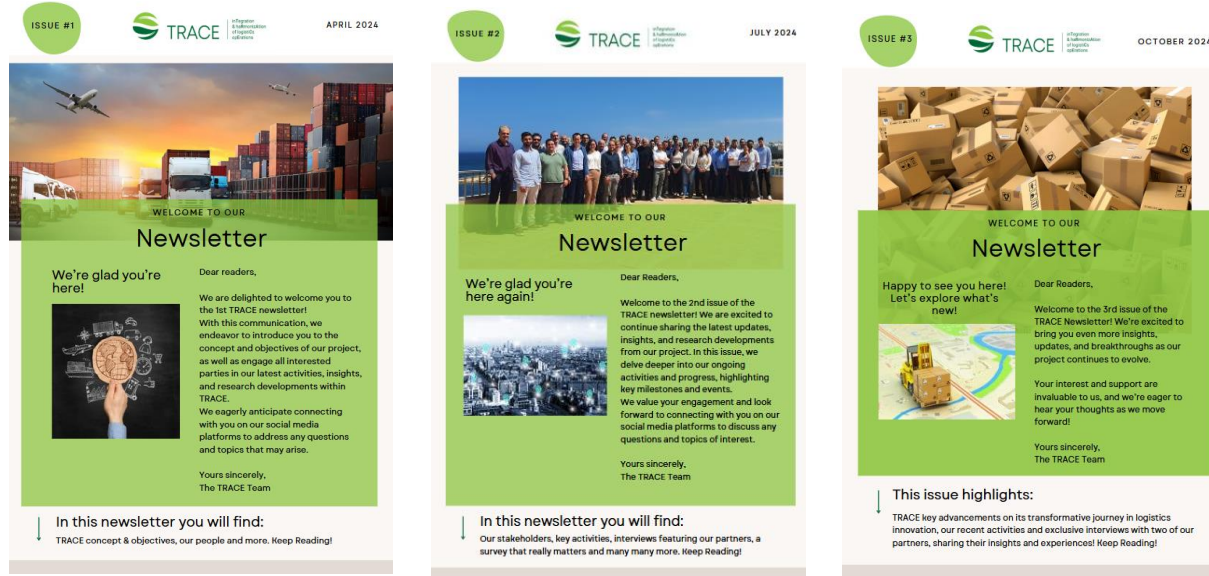 ISSUE #1
TRACE
inTegration
& haRmonizAtion
of logistiCs
opErations
APRIL 2024
WELCOME TO OUR
Newsletter
We're glad you're
here!
Dear readers,
We are delighted to welcome you to
the 1st TRACE newsletter!
With this communication, we
endeavor to introduce you to the
concept and objectives of our project,
as well as engage all interested
parties in our latest activities, insights,
and research developments within
TRACE.
We eagerly anticipate connecting
with you on our social media
platforms to address any questions
and topics that may arise.
Yours sincerely,
The TRACE Team
In this newsletter you will find:
TRACE concept & objectives, our people and more. Keep Reading!
ISSUE #2
TRACE
inTegration
& haRmonizAtion
of logistiCs
opErations
JULY 2024
WELCOME TO OUR
Newsletter
We're glad you're
here again!
Dear Readers,
Welcome to the 2nd issue of the
TRACE newsletter! We are excited to
continue sharing the latest updates,
insights, and research developments
from our project. In this issue, we
delve deeper into our ongoing
activities and progress, highlighting
key milestones and events.
We value your engagement and look
forward to connecting with you on our
social media platforms to discuss any
questions and topics of interest.
Yours sincerely,
The TRACE Team
In this newsletter you will find:
Our stakeholders, key activities, interviews featuring our partners, a
survey that really matters and many many more. Keep Reading!
ISSUE #3
TRACE
inTegration
& haRmonizAtion
of logistiCs
opErations
OCTOBER 2024
WELCOME TO OUR
Newsletter
Happy to see you here!
Let's explore what's
new!
Dear Readers,
Welcome to the 3rd issue of the
TRACE Newsletter! We're excited to
bring you even more insights,
updates, and breakthroughs as our
project continues to evolve.
Your interest and support are
invaluable to us, and we're eager to
hear your thoughts as we move
forward!
Yours sincerely,
The TRACE Team
This issue highlights:
TRACE key advancements on its transformative journey in logistics
innovation, our recent activities and exclusive interviews with two of our
partners, sharing their insights and experiences! Keep Reading!